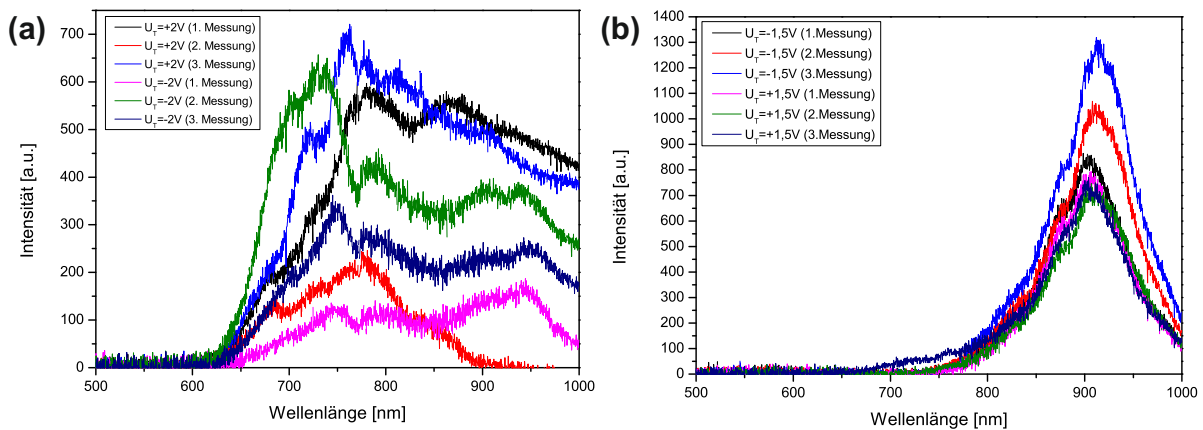 (a)
U_T=+2V (1. Messung)
U_T=+2V (2. Messung)
U_T=+2V (3. Messung)
U_T=-2V (1. Messung)
U_T=-2V (2. Messung)
U_T=-2V (3. Messung)
Intensität [a.u.]
700
600
500
400
300
200
100
0
500
600
700
800
900
1000
Wellenlänge [nm]
(b)
U_T=-1,5V (1.Messung)
U_T=-1,5V (2.Messung)
U_T=-1,5V (3.Messung)
U_T=+1,5V (1.Messung)
U_T=+1,5V (2.Messung)
U_T=+1,5V (3.Messung)
Intensität [a.u.]
1400
1300
1200
1100
1000
900
800
700
600
500
400
300
200
100
0
500
600
700
800
900
1000
Wellenlänge [nm]